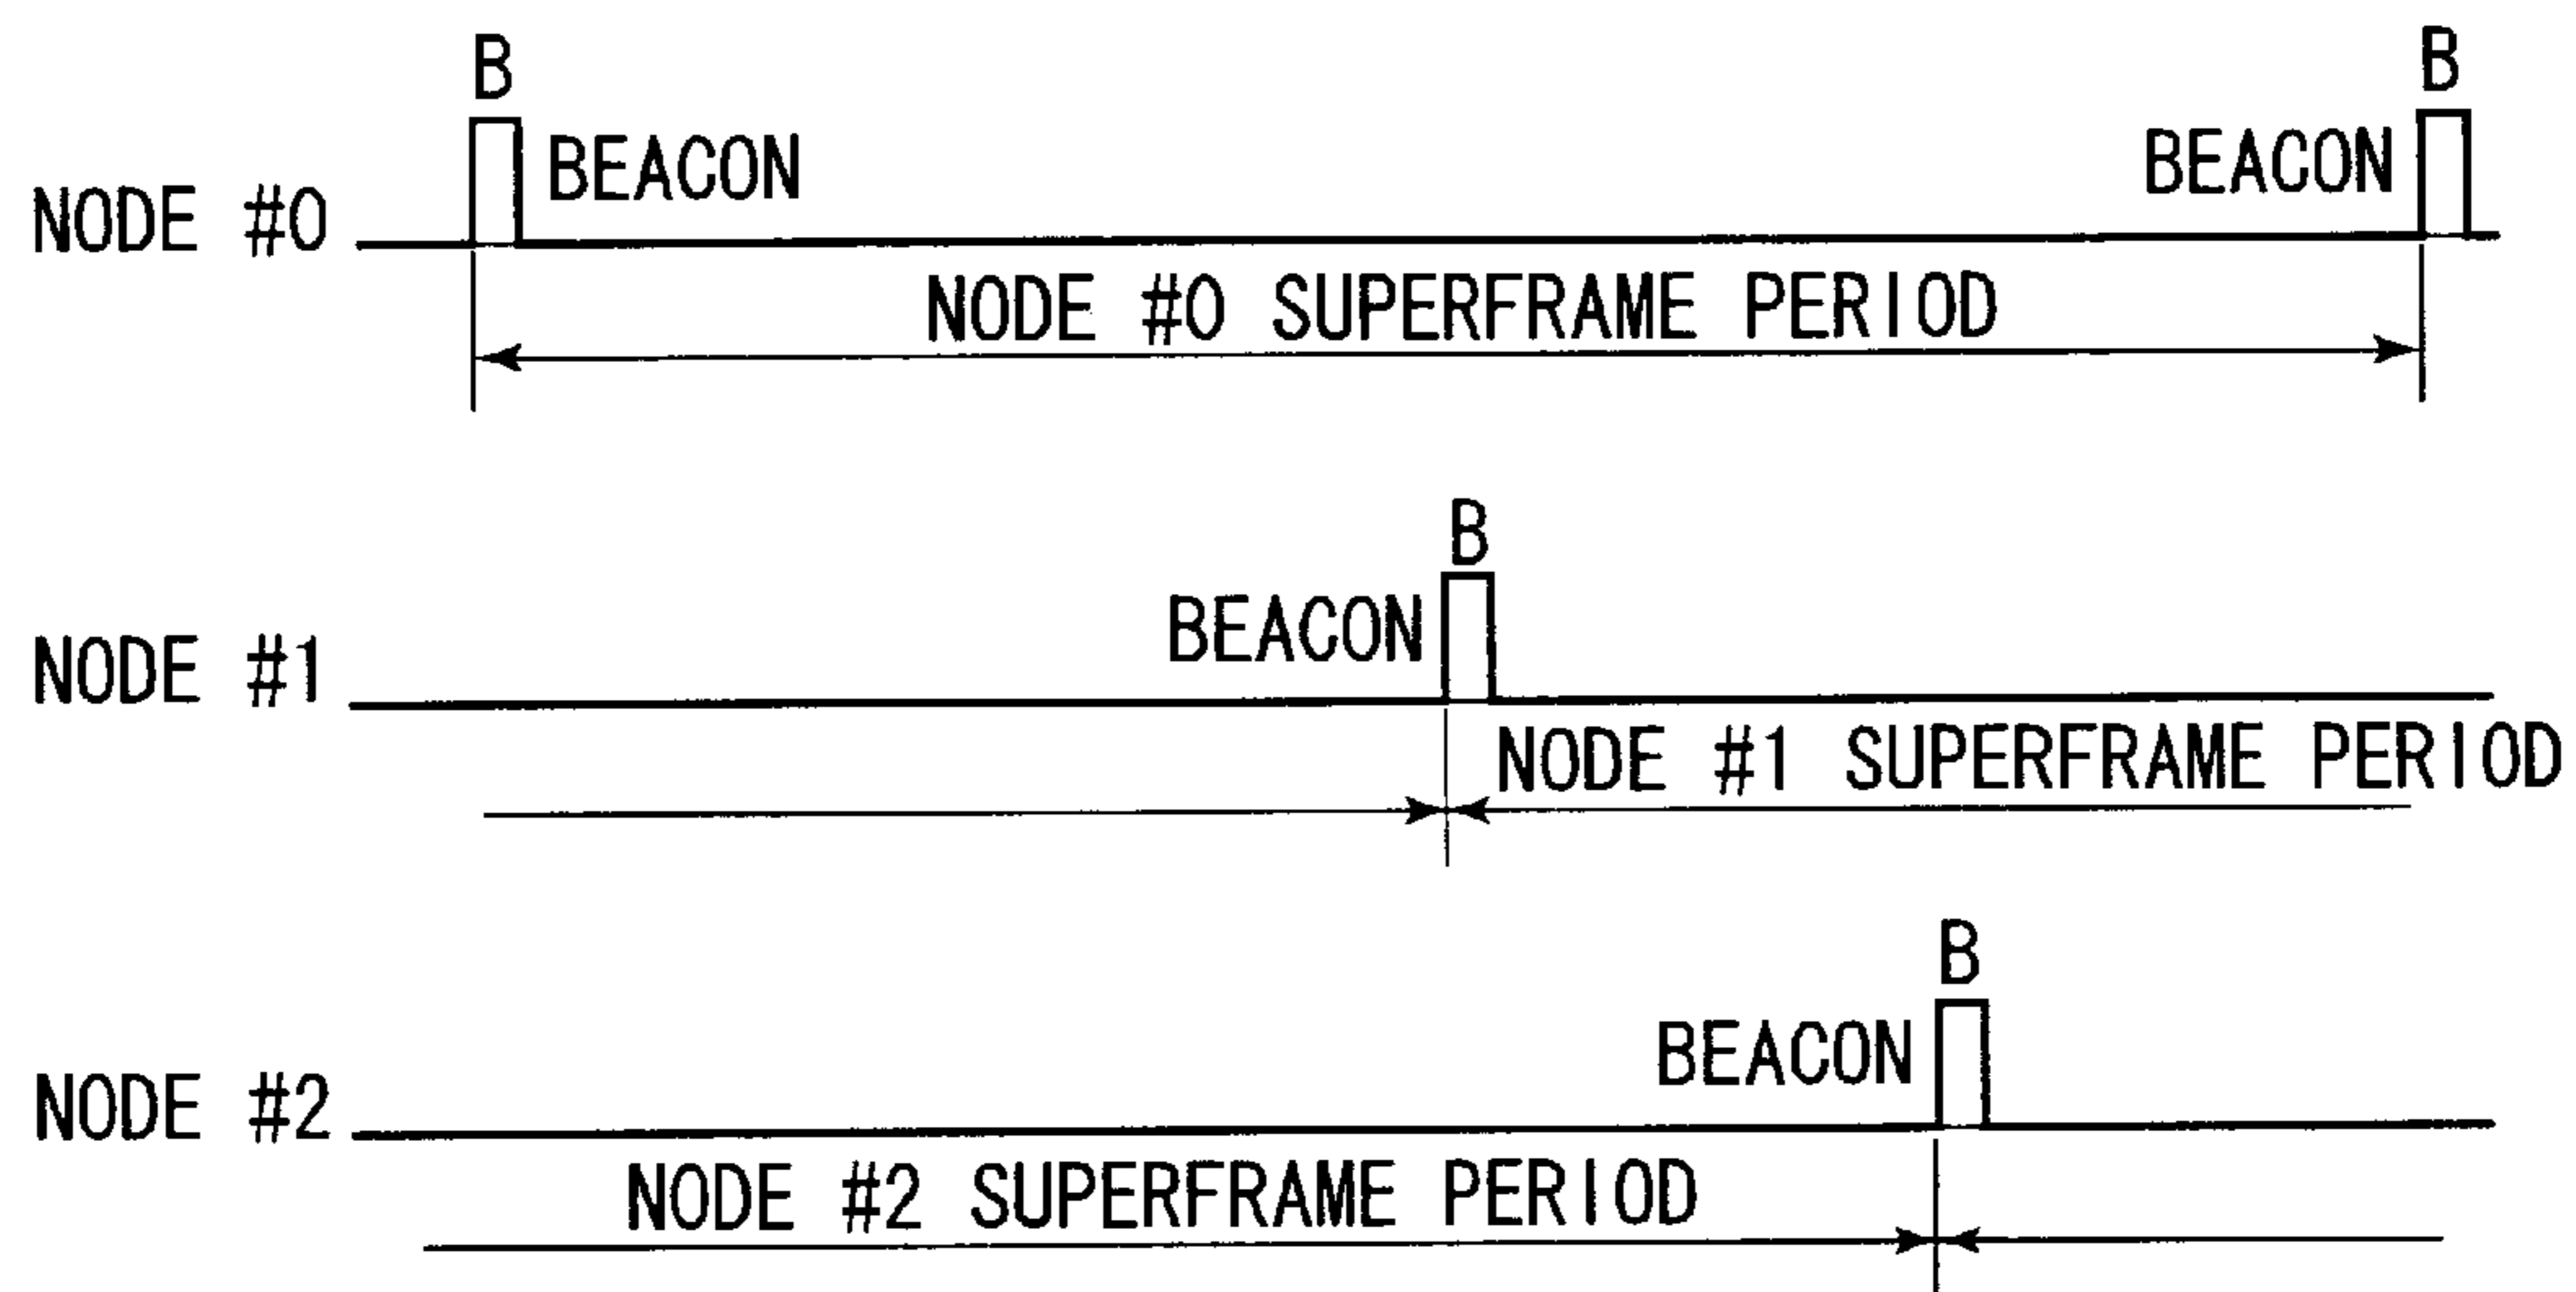 B
B
BEACON
BEACON
NODE #0
NODE #0 SUPERFRAME PERIOD
B
BEACON
NODE #1
NODE #1 SUPERFRAME PERIOD
B
BEACON
NODE #2
NODE #2 SUPERFRAME PERIOD